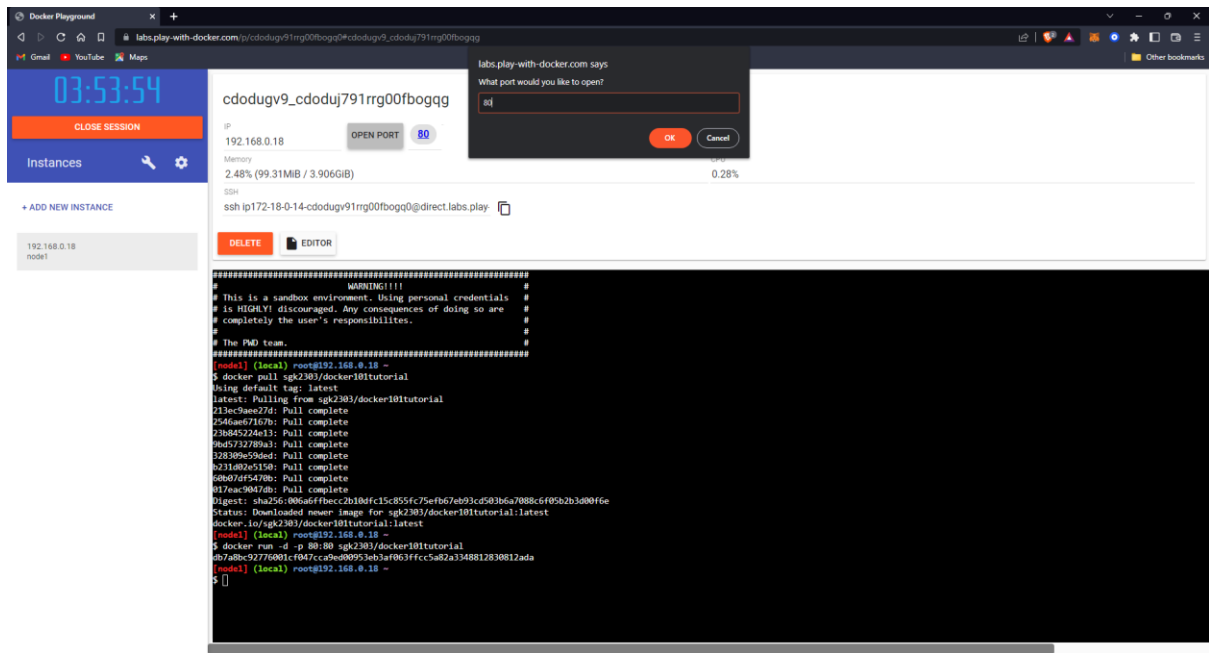 Docker Playground
labs.play-with-docker.com/p/cdodugv91rrg00fbogq0#cdodugv9_cdoduj791rrg00fbogqg
Gmail YouTube Maps
Other bookmarks
labs.play-with-docker.com says
What port would you like to open?
80
OK Cancel
03:53:54
CLOSE SESSION
Instances
+ ADD NEW INSTANCE
192.168.0.18
node1
cdodugv9_cdoduj791rrg00fbogqg
IP
192.168.0.18
OPEN PORT 80
Memory
2.48% (99.31MiB / 3.906GiB)
CPU
0.28%
SSH
ssh ip172-18-0-14-cdodugv91rrg00fbogq0@direct.labs.play-
DELETE EDITOR
###############################################################
# WARNING!!!! #
# This is a sandbox environment. Using personal credentials #
# is HIGHLY! discouraged. Any consequences of doing so are #
# completely the user's responsibilites. #
# #
# The PWD team. #
###############################################################
[node1] (local) root@192.168.0.18 ~
$ docker pull sgk2303/docker101tutorial
Using default tag: latest
latest: Pulling from sgk2303/docker101tutorial
213ec9aee27d: Pull complete
2546ae67167b: Pull complete
23b845224e13: Pull complete
9bd5732789a3: Pull complete
328309e59ded: Pull complete
b231d02e5150: Pull complete
60b07df5470b: Pull complete
017eac9047db: Pull complete
Digest: sha256:006a6ffbecc2b10dfc15c855fc75efb67eb93cd503b6a7088c6f05b2b3d00f6e
Status: Downloaded newer image for sgk2303/docker101tutorial:latest
docker.io/sgk2303/docker101tutorial:latest
[node1] (local) root@192.168.0.18 ~
$ docker run -d -p 80:80 sgk2303/docker101tutorial
db7a8bc92776001cf047cca9ed00953eb3af063ffcc5a82a3348812830812ada
[node1] (local) root@192.168.0.18 ~
$